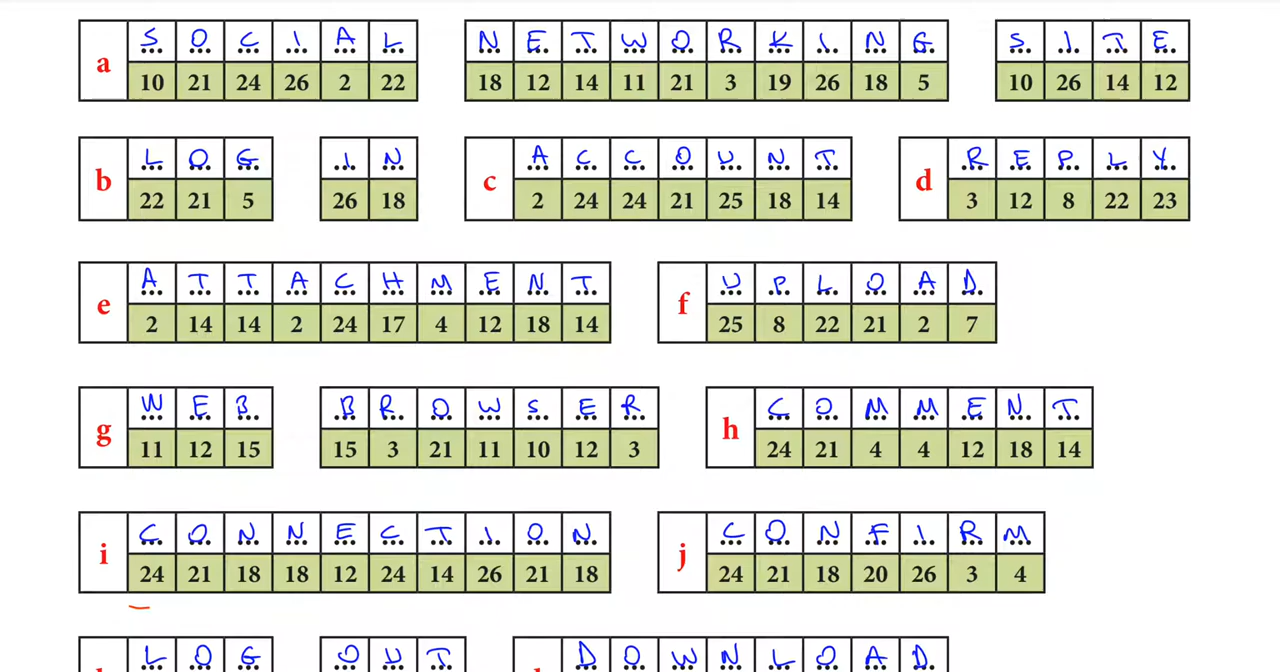 a S O C I A L N E T W O R K I N G S I T E
10 21 24 26 2 22 18 12 14 11 21 3 19 26 18 5 10 26 14 12
b L O G I N c A C C O U N T d R E P L Y
22 21 5 26 18 2 24 24 21 25 18 14 3 12 8 22 23
e A T T A C H M E N T f U P L O A D
2 14 14 2 24 17 4 12 18 14 25 8 22 21 2 7
g W E B B R O W S E R h C O M M E N T
11 12 15 15 3 21 11 10 12 3 24 21 4 4 12 18 14
i C O N N E C T I O N j C O N F I R M
24 21 18 18 12 24 14 26 21 18 24 21 18 20 26 3 4
L O G O U T D O W N L O A D